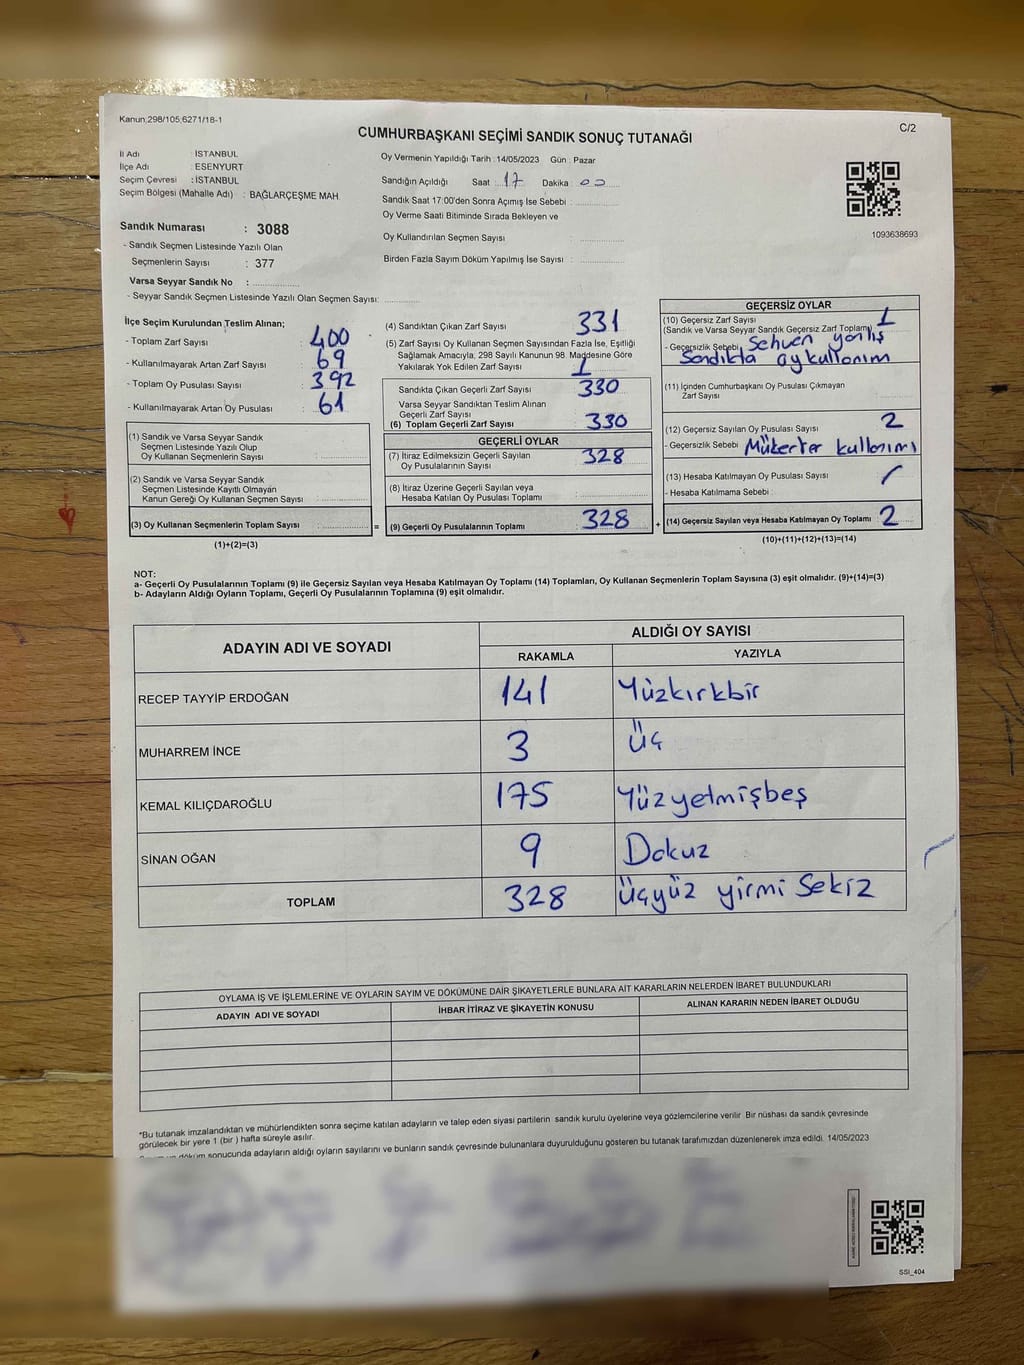 Kanun;298/105;6271/18-1
C/2
CUMHURBAŞKANI SEÇİMİ SANDIK SONUÇ TUTANAĞI
İl Adı : İSTANBUL
İlçe Adı : ESENYURT
Seçim Çevresi : İSTANBUL
Seçim Bölgesi (Mahalle Adı) : BAĞLARÇEŞME MAH
Sandık Numarası : 3088
- Sandık Seçmen Listesinde Yazılı Olan
Seçmenlerin Sayısı : 377
Varsa Seyyar Sandık No :
- Seyyar Sandık Seçmen Listesinde Yazılı Olan Seçmen Sayısı:
Oy Vermenin Yapıldığı Tarih : 14/05/2023 Gün : Pazar
Sandığın Açıldığı Saat : 17 Dakika : 00
Sandık Saat 17:00'den Sonra Açımış İse Sebebi :
Oy Verme Saati Bitiminde Sırada Bekleyen ve
Oy Kullandırılan Seçmen Sayısı :
Birden Fazla Sayım Döküm Yapılmış İse Sayısı :
1093638693
İlçe Seçim Kurulundan Teslim Alınan;
- Toplam Zarf Sayısı : 400
- Kullanılmayarak Artan Zarf Sayısı : 69
- Toplam Oy Pusulası Sayısı : 392
- Kullanılmayarak Artan Oy Pusulası : 61
(1) Sandık ve Varsa Seyyar Sandık
Seçmen Listesinde Yazılı Olup
Oy Kullanan Seçmenlerin Sayısı :
(2) Sandık ve Varsa Seyyar Sandık
Seçmen Listesinde Kayıtlı Olmayan
Kanun Gereği Oy Kullanan Seçmen Sayısı :
(3) Oy Kullanan Seçmenlerin Toplam Sayısı : =
(1)+(2)=(3)
(4) Sandıktan Çıkan Zarf Sayısı : 331
(5) Zarf Sayısı Oy Kullanan Seçmen Sayısından Fazla İse, Eşitliği
Sağlamak Amacıyla, 298 Sayılı Kanunun 98. Maddesine Göre
Yakılarak Yok Edilen Zarf Sayısı : 1
Sandıkta Çıkan Geçerli Zarf Sayısı : 330
Varsa Seyyar Sandıktan Teslim Alınan
Geçerli Zarf Sayısı
(6) Toplam Geçerli Zarf Sayısı : 330
GEÇERLİ OYLAR
(7) İtiraz Edilmeksizin Geçerli Sayılan
Oy Pusulalarının Sayısı : 328
(8) İtiraz Üzerine Geçerli Sayılan veya
Hesaba Katılan Oy Pusulası Toplamı :
(9) Geçerli Oy Pusulalarının Toplamı : 328 +
GEÇERSİZ OYLAR
(10) Geçersiz Zarf Sayısı : 1
(Sandık ve Varsa Seyyar Sandık Geçersiz Zarf Toplamı)
- Geçersizlik Sebebi Sehven yanlış
Sandıkta oy kullanım
(11) İçinden Cumhurbaşkanı Oy Pusulası Çıkmayan
Zarf Sayısı :
(12) Geçersiz Sayılan Oy Pusulası Sayısı : 2
- Geçersizlik Sebebi Mükerrer kullanımı
(13) Hesaba Katılmayan Oy Pusulası Sayısı :
- Hesaba Katılmama Sebebi :
(14) Geçersiz Sayılan veya Hesaba Katılmayan Oy Toplamı : 2
(10)+(11)+(12)+(13)=(14)
NOT:
a- Geçerli Oy Pusulalarının Toplamı (9) ile Geçersiz Sayılan veya Hesaba Katılmayan Oy Toplamı (14) Toplamları, Oy Kullanan Seçmenlerin Toplam Sayısına (3) eşit olmalıdır. (9)+(14)=(3)
b- Adayların Aldığı Oyların Toplamı, Geçerli Oy Pusulalarının Toplamına (9) eşit olmalıdır.
ADAYIN ADI VE SOYADI
ALDIĞI OY SAYISI
RAKAMLA YAZIYLA
RECEP TAYYİP ERDOĞAN 141 Yüzkırkbir
MUHARREM İNCE 3 Üç
KEMAL KILIÇDAROĞLU 175 Yüzyetmişbeş
SİNAN OĞAN 9 Dokuz
TOPLAM 328 Üçyüz yirmi Sekiz
OYLAMA İŞ VE İŞLEMLERİNE VE OYLARIN SAYIM VE DÖKÜMÜNE DAİR ŞİKAYETLERLE BUNLARA AİT KARARLARIN NELERDEN İBARET BULUNDUKLARI
ADAYIN ADI VE SOYADI İHBAR İTİRAZ VE ŞİKAYETİN KONUSU ALINAN KARARIN NEDEN İBARET OLDUĞU
*Bu tutanak imzalandıktan ve mühürlendikten sonra seçime katılan adayların ve talep eden siyasi partilerin sandık kurulu üyelerine veya gözlemcilerine verilir. Bir nüshası da sandık çevresinde
görülecek bir yere 1 (bir ) hafta süreyle asılır.
döküm sonucunda adayların aldığı oyların sayılarını ve bunların sandık çevresinde bulunanlara duyurulduğunu gösteren bu tutanak tarafımızdan düzenlenerek imza edildi. 14/05/2023
SSI_404